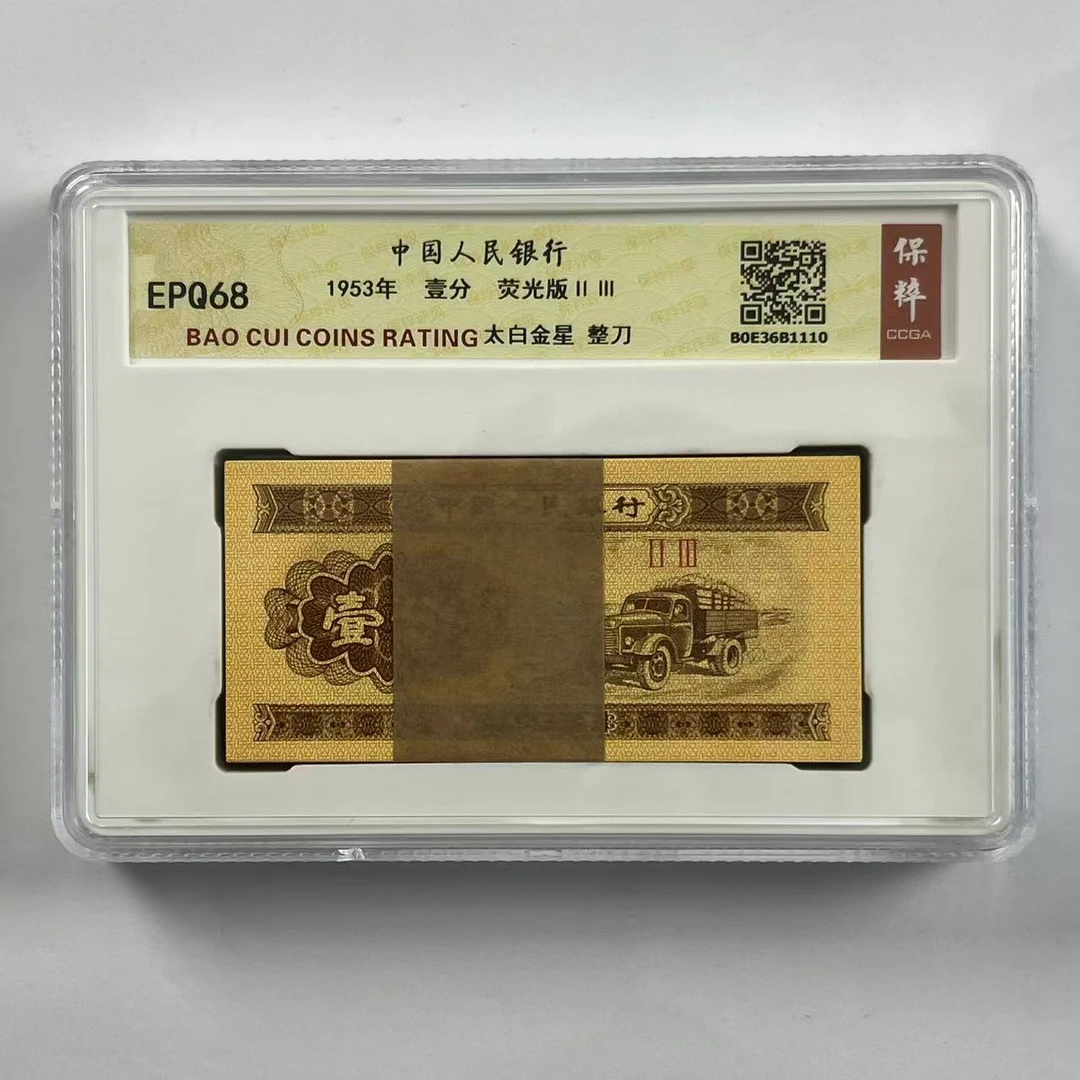 中国人民银行
1953年 壹分 荧光版 II III
EPQ68
BAO CUI COINS RATING 太白金星 整刀
B0E36B1110
保粹
CCGA
行
II III
壹